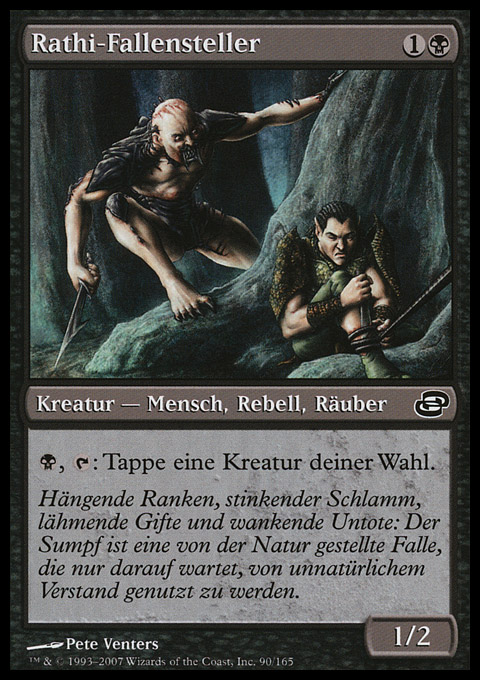 Rathi-Fallensteller 1
Kreatur — Mensch, Rebell, Räuber
, : Tappe eine Kreatur deiner Wahl.
Hängende Ranken, stinkender Schlamm,
lähmende Gifte und wankende Untote: Der
Sumpf ist eine von der Natur gestellte Falle,
die nur darauf wartet, von unnatürlichem
Verstand genutzt zu werden.
1/2
Pete Venters
™ & © 1993–2007 Wizards of the Coast, Inc. 90/165